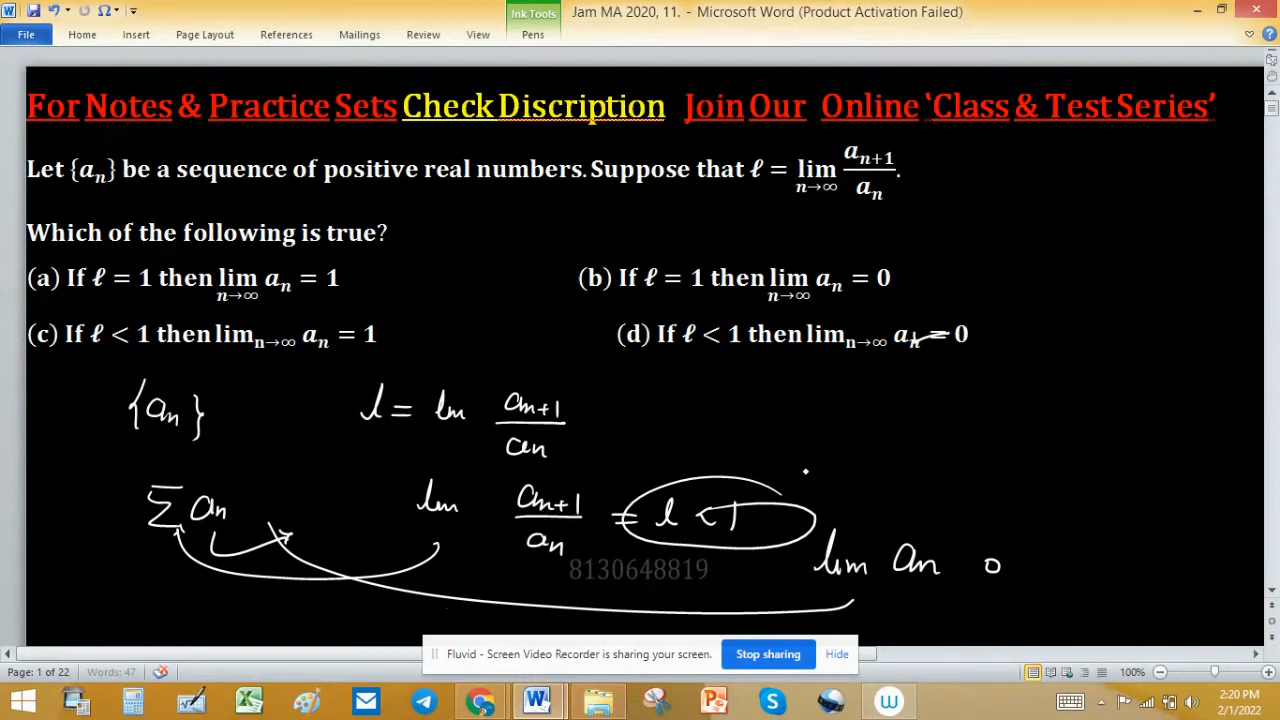 Ink Tools
Jam MA 2020, 11. - Microsoft Word (Product Activation Failed)
File Home Insert Page Layout References Mailings Review View Pens
For Notes & Practice Sets Check Discription Join Our Online ‘Class & Test Series’
Let {aₙ} be a sequence of positive real numbers. Suppose that ℓ = lim n→∞ aₙ₊₁/aₙ.
Which of the following is true?
(a) If ℓ = 1 then lim n→∞ aₙ = 1 (b) If ℓ = 1 then lim n→∞ aₙ = 0
(c) If ℓ < 1 then limₙ→∞ aₙ = 1 (d) If ℓ < 1 then limₙ→∞ aₙ = 0
{aₙ} l = lm aₙ₊₁/aₙ
Σ aₙ lim aₙ₊₁/aₙ = l < 1
lim aₙ 0
8130648819
Fluvid - Screen Video Recorder is sharing your screen. Stop sharing Hide
Page: 1 of 22 Words: 47 100%
2:20 PM
2/1/2022